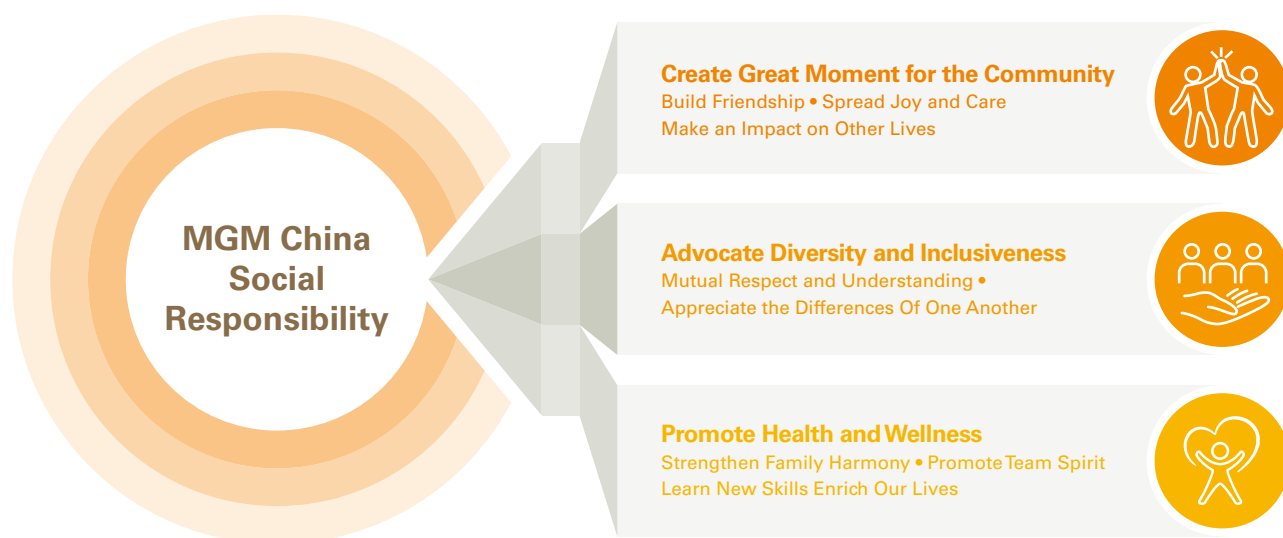 MGM China
Social
Responsibility
Create Great Moment for the Community
Build Friendship • Spread Joy and Care
Make an Impact on Other Lives
Advocate Diversity and Inclusiveness
Mutual Respect and Understanding •
Appreciate the Differences Of One Another
Promote Health and Wellness
Strengthen Family Harmony • Promote Team Spirit
Learn New Skills Enrich Our Lives